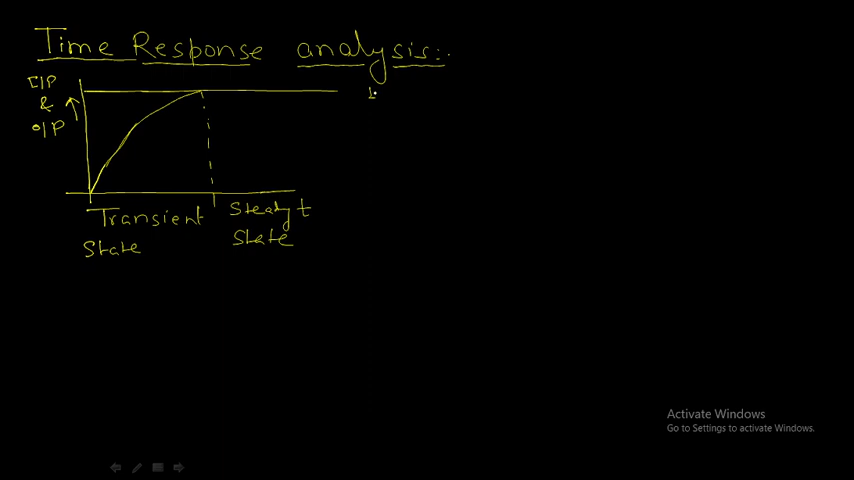 Time Response analysis:-
I/P
&
o/P
Transient
State
Steady t
State
Activate Windows
Go to Settings to activate Windows.